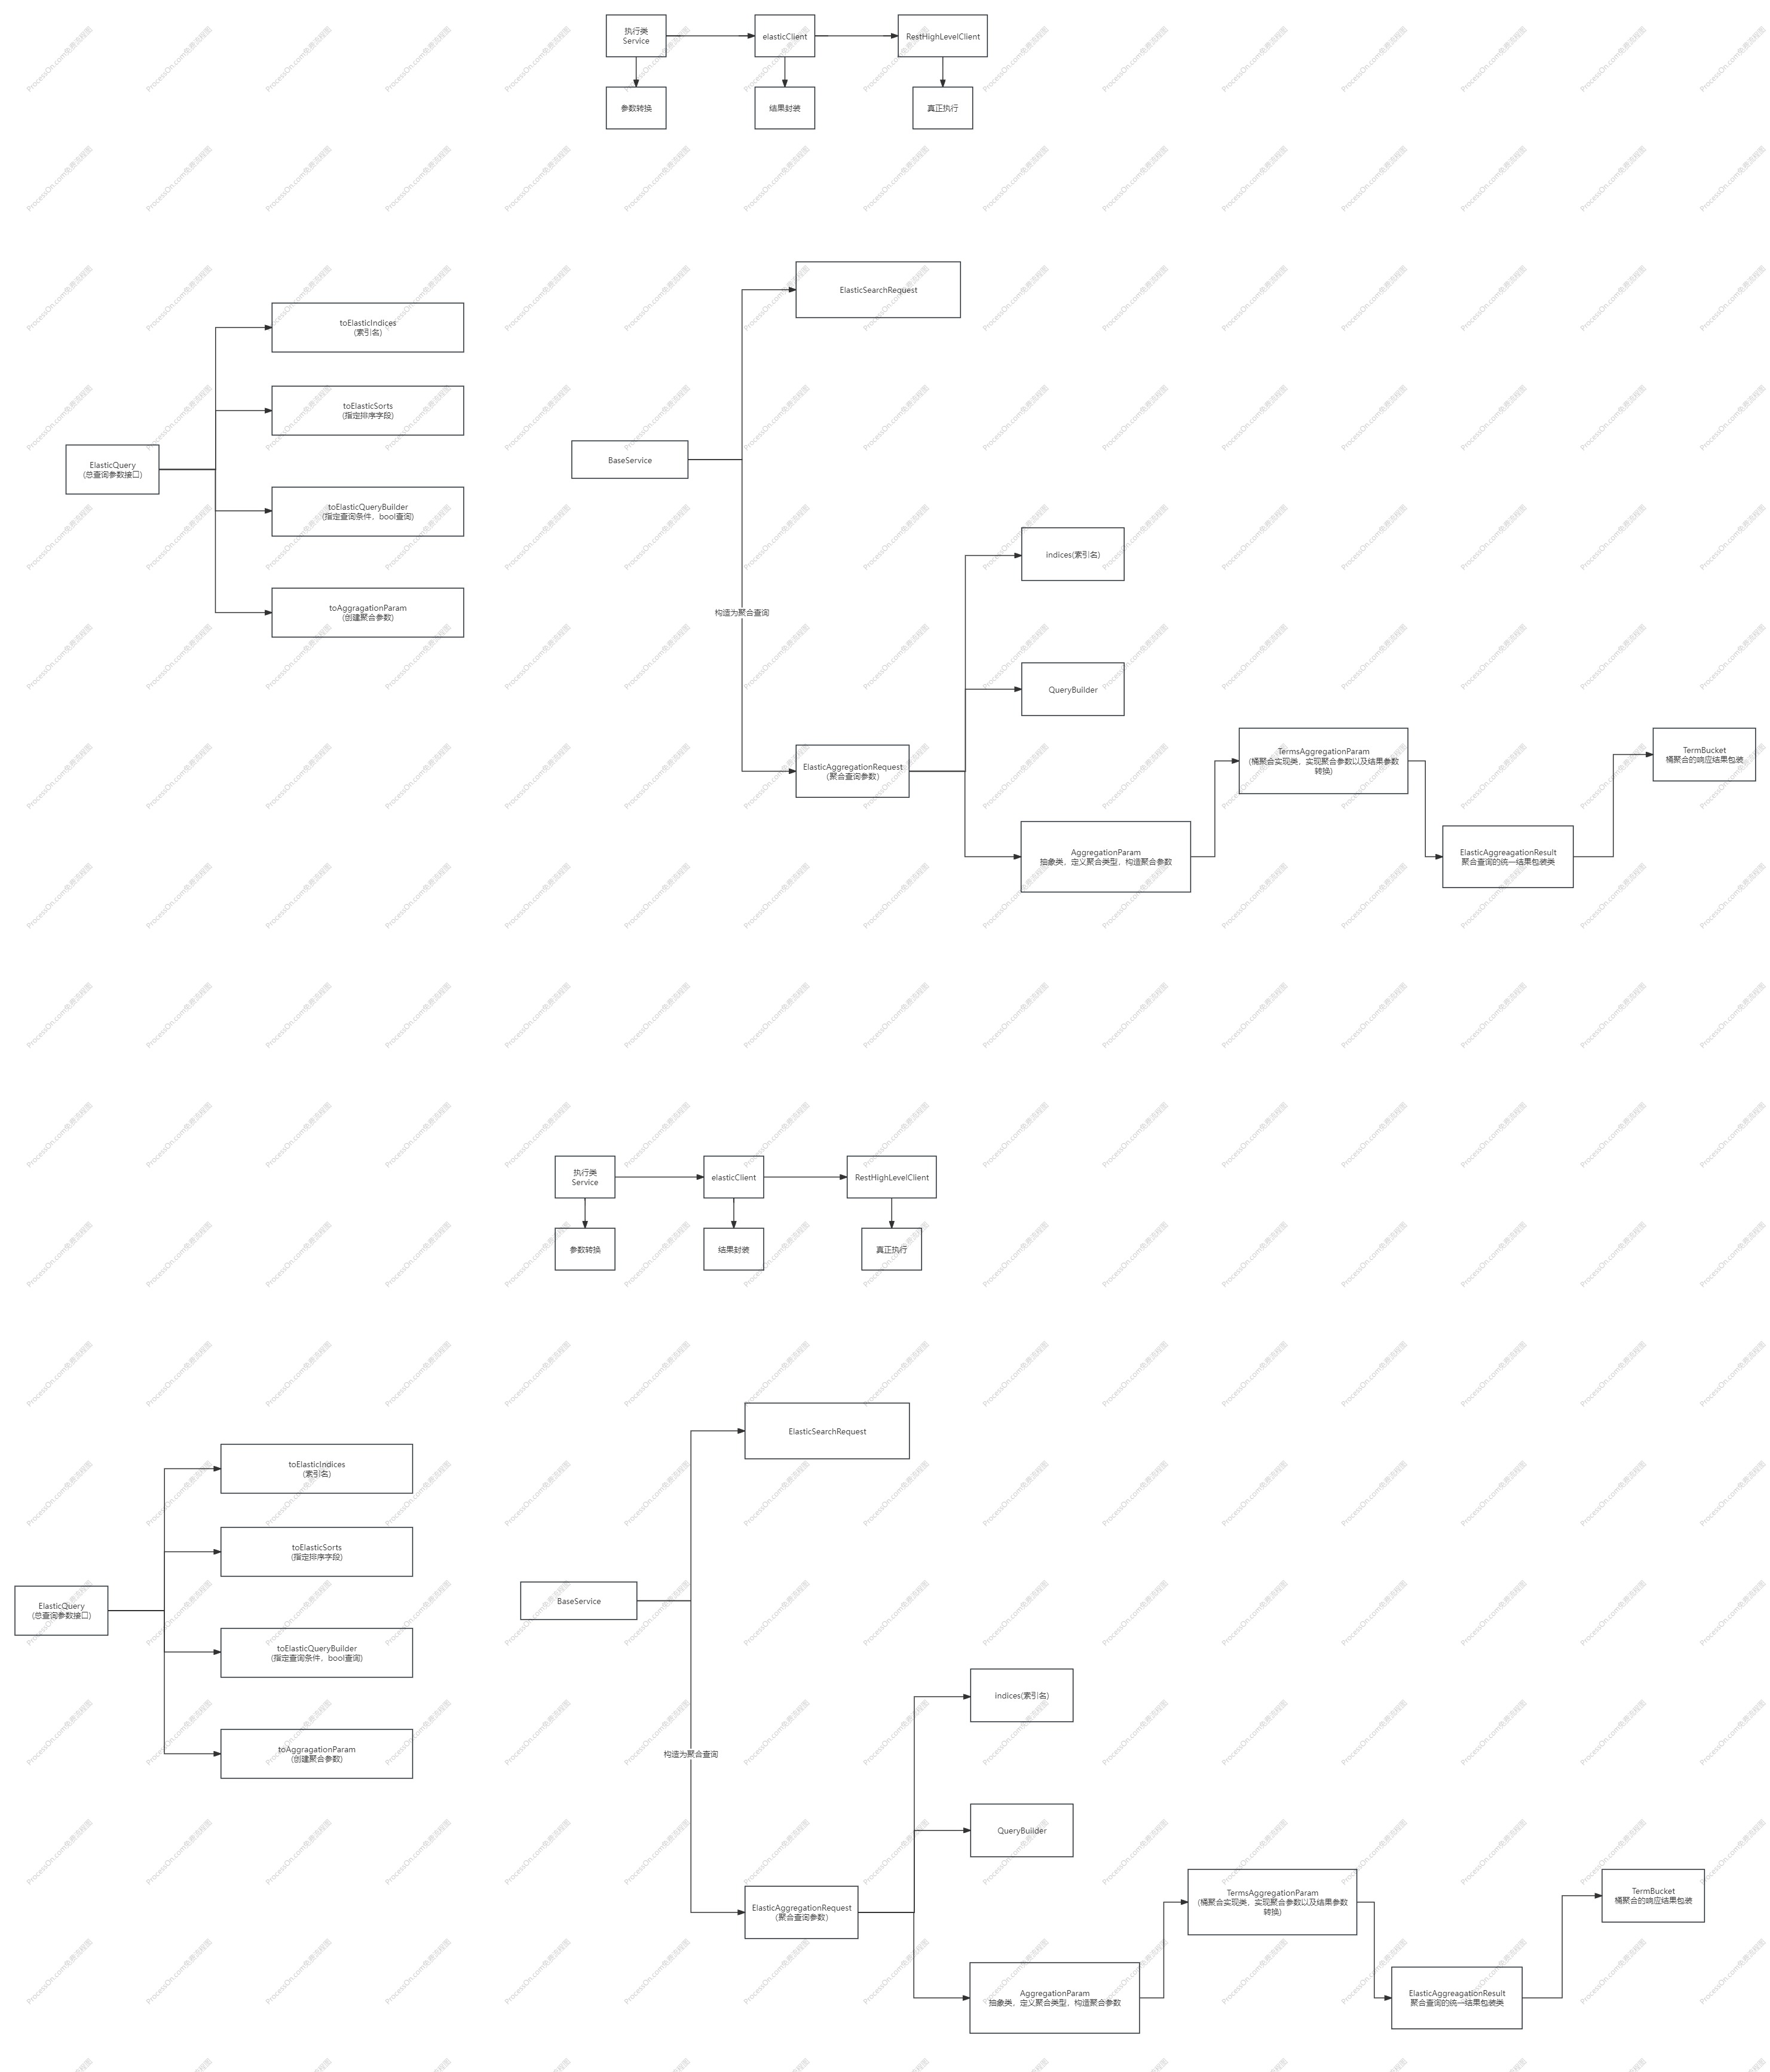 执行类
Service
elasticClient
RestHighLevelClient
参数转换
结果封装
真正执行
ElasticSearchRequest
toElasticIndices
(索引名)
toElasticSorts
(指定排序字段)
ElasticQuery
(总查询参数接口)
BaseService
toElasticQueryBuilder
(指定查询条件，bool查询)
indices(索引名)
toAggragationParam
(创建聚合参数)
构造为聚合查询
QueryBuilder
ElasticAggregationRequest
(聚合查询参数)
TermsAggregationParam
(桶聚合实现类，实现聚合参数以及结果参数
转换)
TermBucket
桶聚合的响应结果包装
AggregationParam
抽象类，定义聚合类型，构造聚合参数
ElasticAggreagationResult
聚合查询的统一结果包装类
执行类
Service
elasticClient
RestHighLevelClient
参数转换
结果封装
真正执行
ElasticSearchRequest
toElasticIndices
(索引名)
toElasticSorts
(指定排序字段)
ElasticQuery
(总查询参数接口)
BaseService
toElasticQueryBuilder
(指定查询条件，bool查询)
indices(索引名)
toAggragationParam
(创建聚合参数)
构造为聚合查询
QueryBuilder
ElasticAggregationRequest
(聚合查询参数)
TermsAggregationParam
(桶聚合实现类，实现聚合参数以及结果参数
转换)
TermBucket
桶聚合的响应结果包装
AggregationParam
抽象类，定义聚合类型，构造聚合参数
ElasticAggreagationResult
聚合查询的统一结果包装类
ProcessOn.com免费流程图